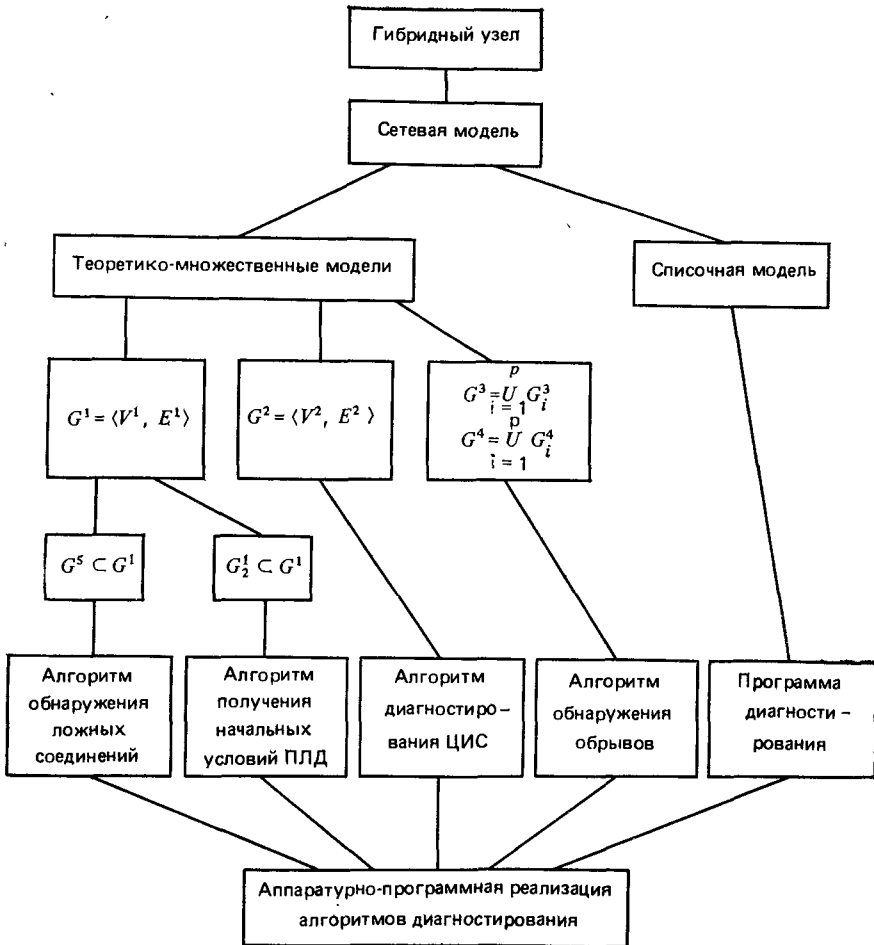 Гибридный узел
Сетевая модель
Теоретико-множественные модели
Списочная модель
G¹ = ⟨V¹, E¹⟩
G² = ⟨V², E² ⟩
p
G³ = U G³ᵢ
i = 1
p
G⁴ = U G⁴ᵢ
i = 1
G⁵ ⊂ G¹
G¹₂ ⊂ G¹
Алгоритм
обнаружения
ложных
соединений
Алгоритм
получения
начальных
условий ПЛД
Алгоритм
диагностиро–
вания ЦИС
Алгоритм
обнаружения
обрывов
Программа
диагности –
рования
Аппаратурно-программная реализация
алгоритмов диагностирования